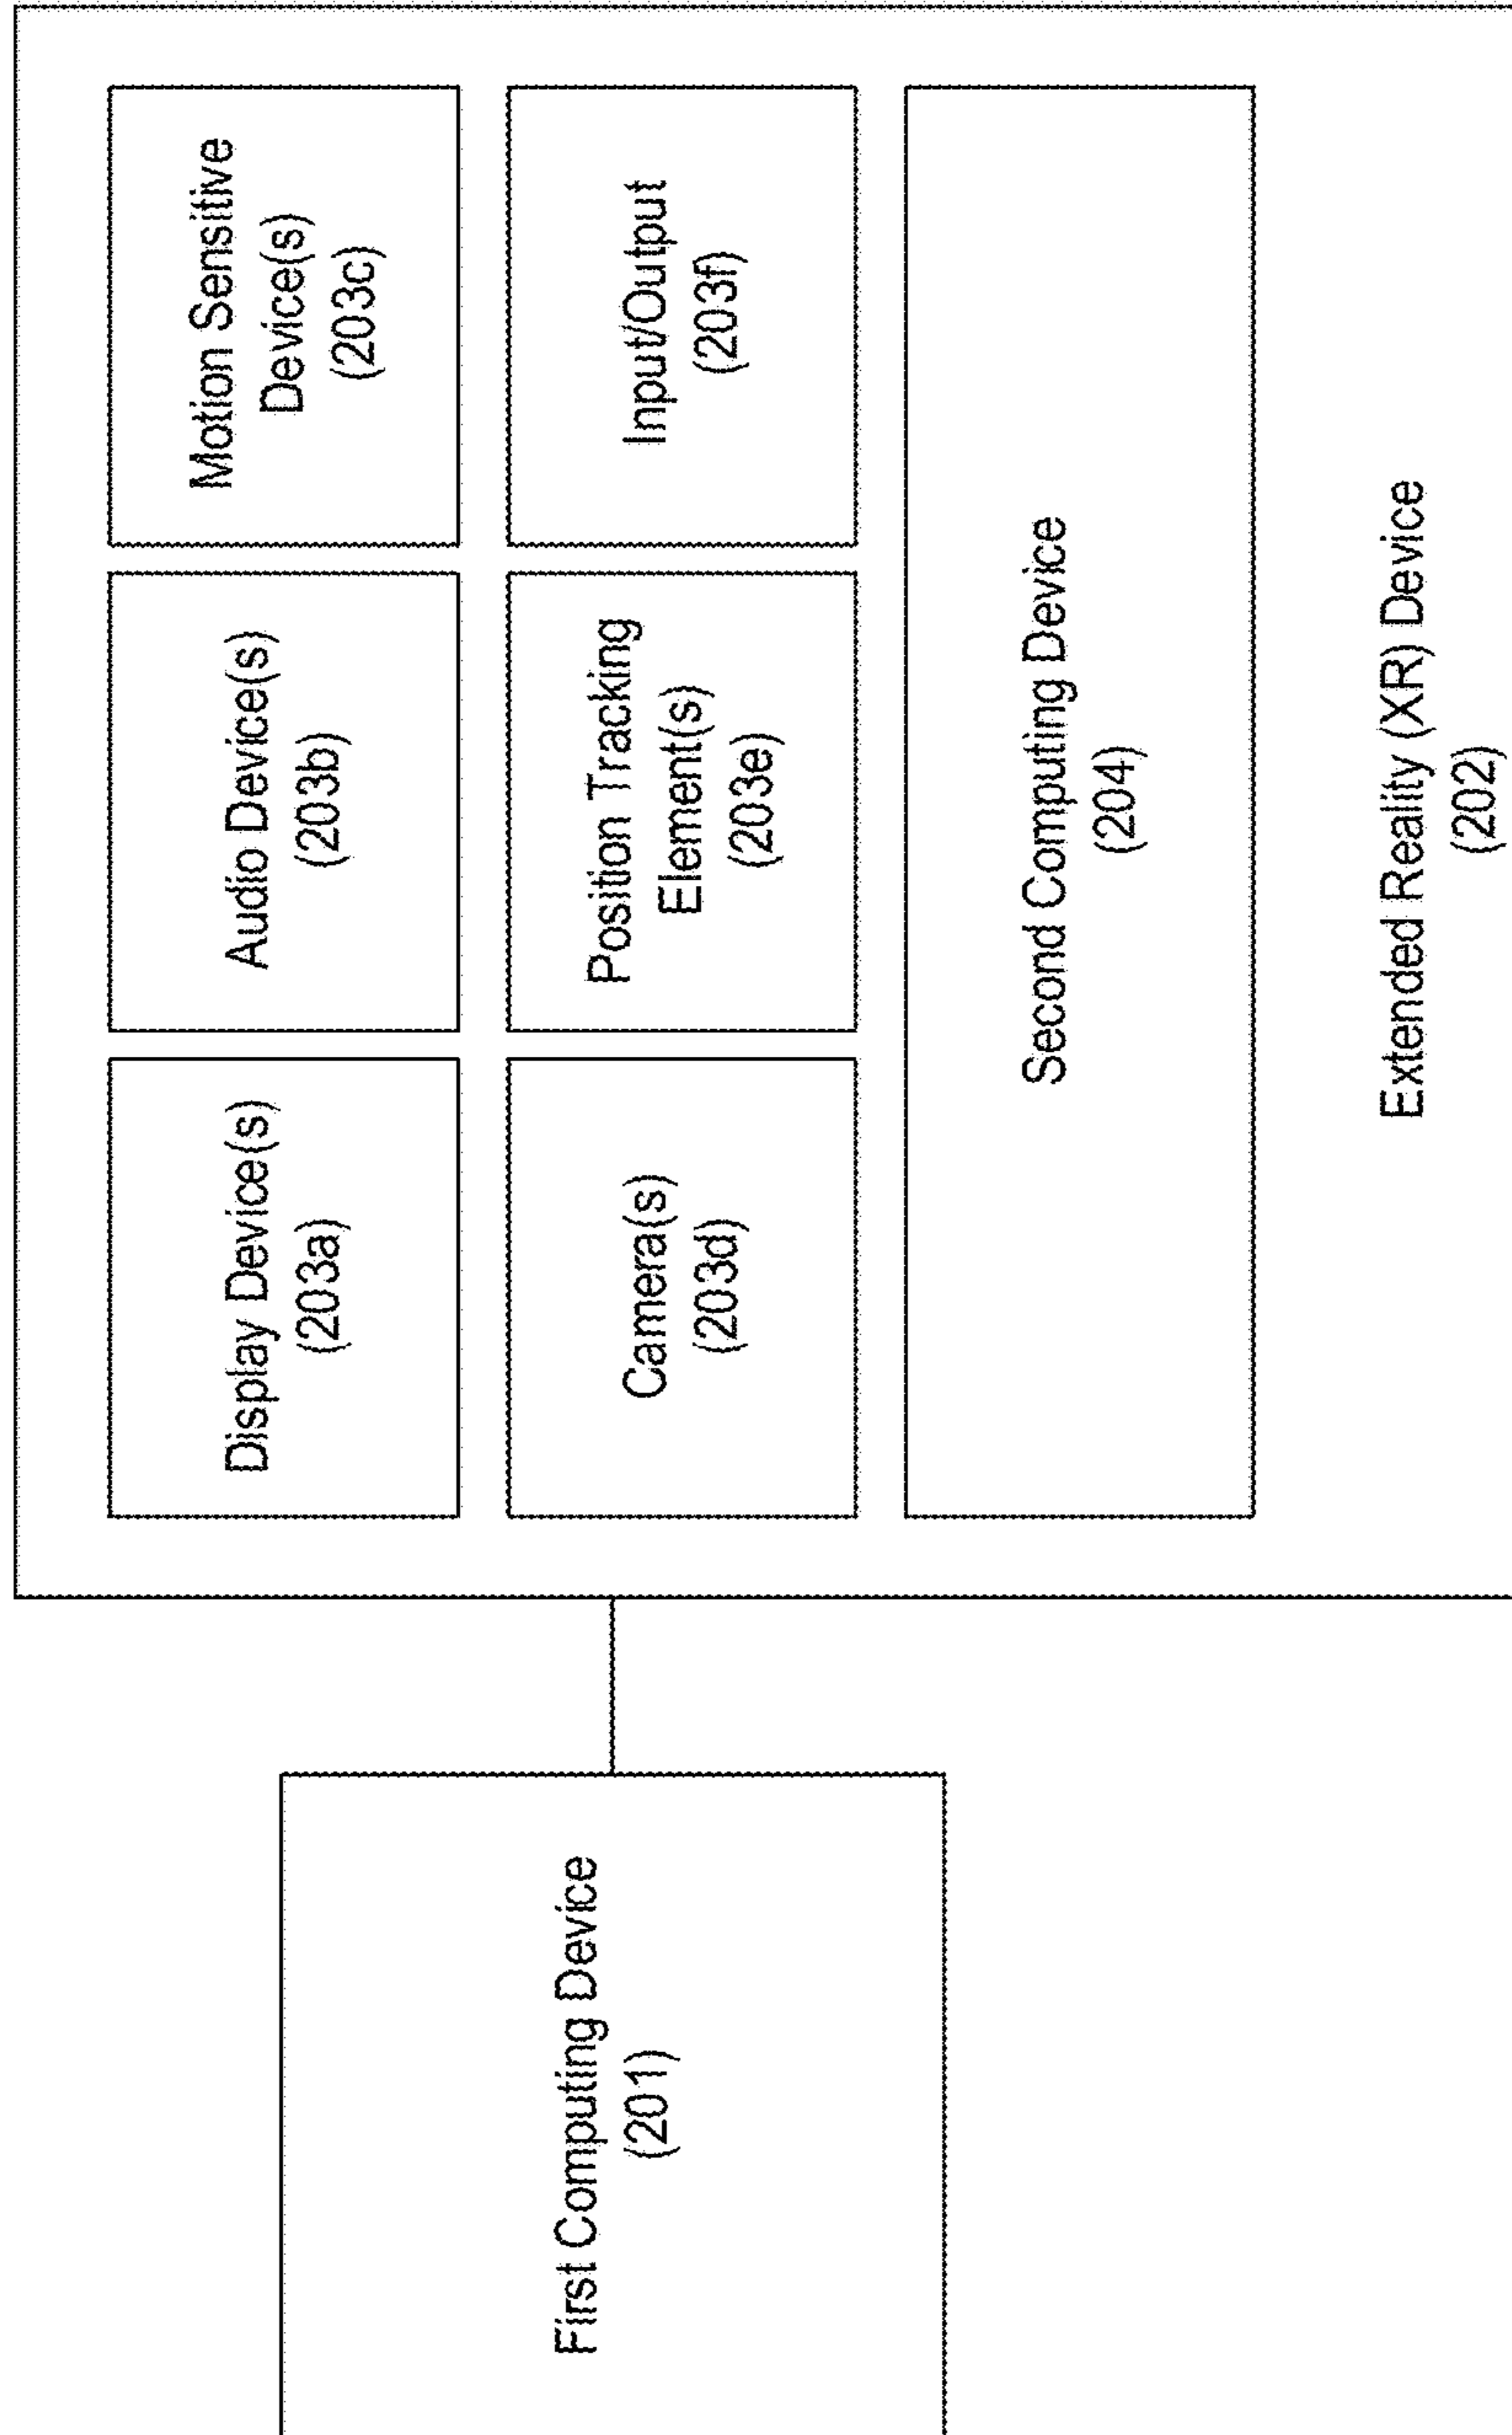 First Computing Device
(201)
Display Device(s)
(203a)
Audio Device(s)
(203b)
Motion Sensitive
Device(s)
(203c)
Camera(s)
(203d)
Position Tracking
Element(s)
(203e)
Input/Output
(203f)
Second Computing Device
(204)
Extended Reality (XR) Device
(202)